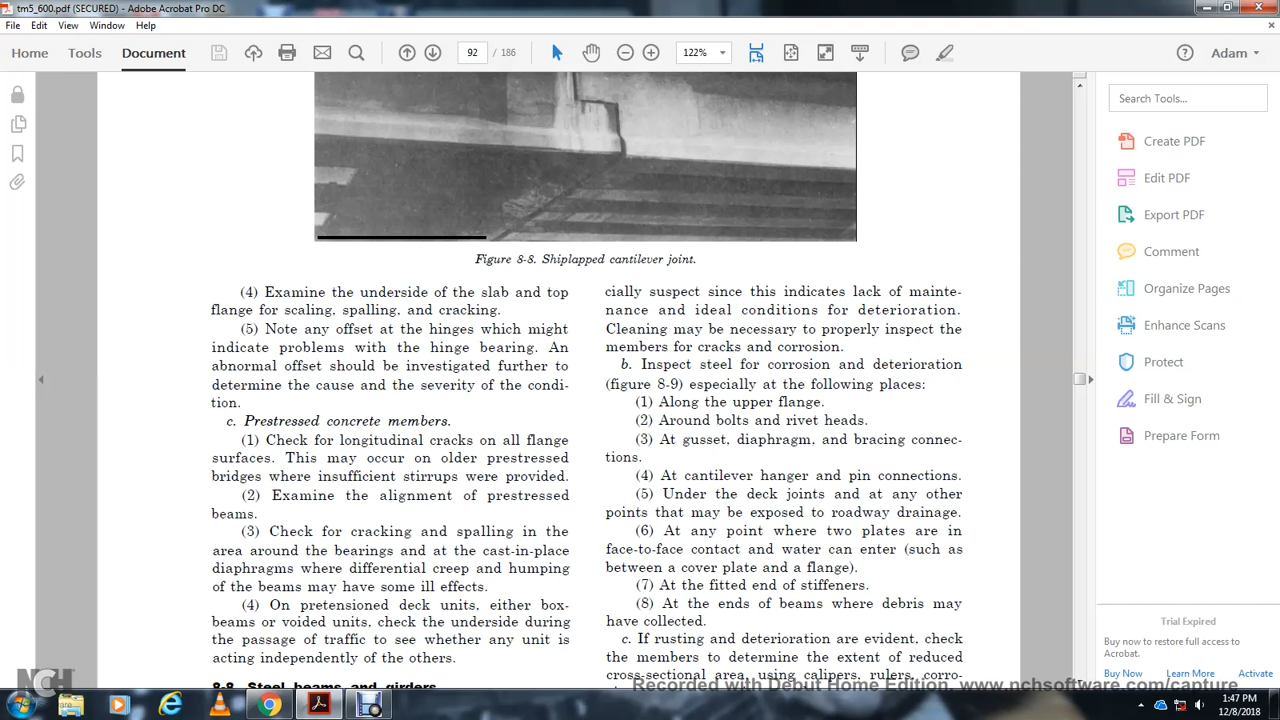 tm5_600.pdf (SECURED) - Adobe Acrobat Pro DC
File Edit View Window Help
Home Tools Document 92 / 186 122% Adam
Search Tools...
Create PDF
Edit PDF
Export PDF
Comment
Organize Pages
Enhance Scans
Protect
Fill & Sign
Prepare Form
Figure 8-8. Shiplapped cantilever joint.
(4) Examine the underside of the slab and top
flange for scaling, spalling, and cracking.
(5) Note any offset at the hinges which might
indicate problems with the hinge bearing. An
abnormal offset should be investigated further to
determine the cause and the severity of the condi-
tion.
c. Prestressed concrete members.
(1) Check for longitudinal cracks on all flange
surfaces. This may occur on older prestressed
bridges where insufficient stirrups were provided.
(2) Examine the alignment of prestressed
beams.
(3) Check for cracking and spalling in the
area around the bearings and at the cast-in-place
diaphragms where differential creep and humping
of the beams may have some ill effects.
(4) On pretensioned deck units, either box-
beams or voided units, check the underside during
the passage of traffic to see whether any unit is
acting independently of the others.
8-8. Steel beams and girders
cially suspect since this indicates lack of mainte-
nance and ideal conditions for deterioration.
Cleaning may be necessary to properly inspect the
members for cracks and corrosion.
b. Inspect steel for corrosion and deterioration
(figure 8-9) especially at the following places:
(1) Along the upper flange.
(2) Around bolts and rivet heads.
(3) At gusset, diaphragm, and bracing connec-
tions.
(4) At cantilever hanger and pin connections.
(5) Under the deck joints and at any other
points that may be exposed to roadway drainage.
(6) At any point where two plates are in
face-to-face contact and water can enter (such as
between a cover plate and a flange).
(7) At the fitted end of stiffeners.
(8) At the ends of beams where debris may
have collected.
c. If rusting and deterioration are evident, check
the members to determine the extent of reduced
cross-sectional area, using calipers, rulers, corro-
Trial Expired
Buy now to restore full access to
Acrobat.
Buy Now Learn More Activate
NCH
Recorded with Debut Home Edition. www.nchsoftware.com/capture
1:47 PM
12/8/2018